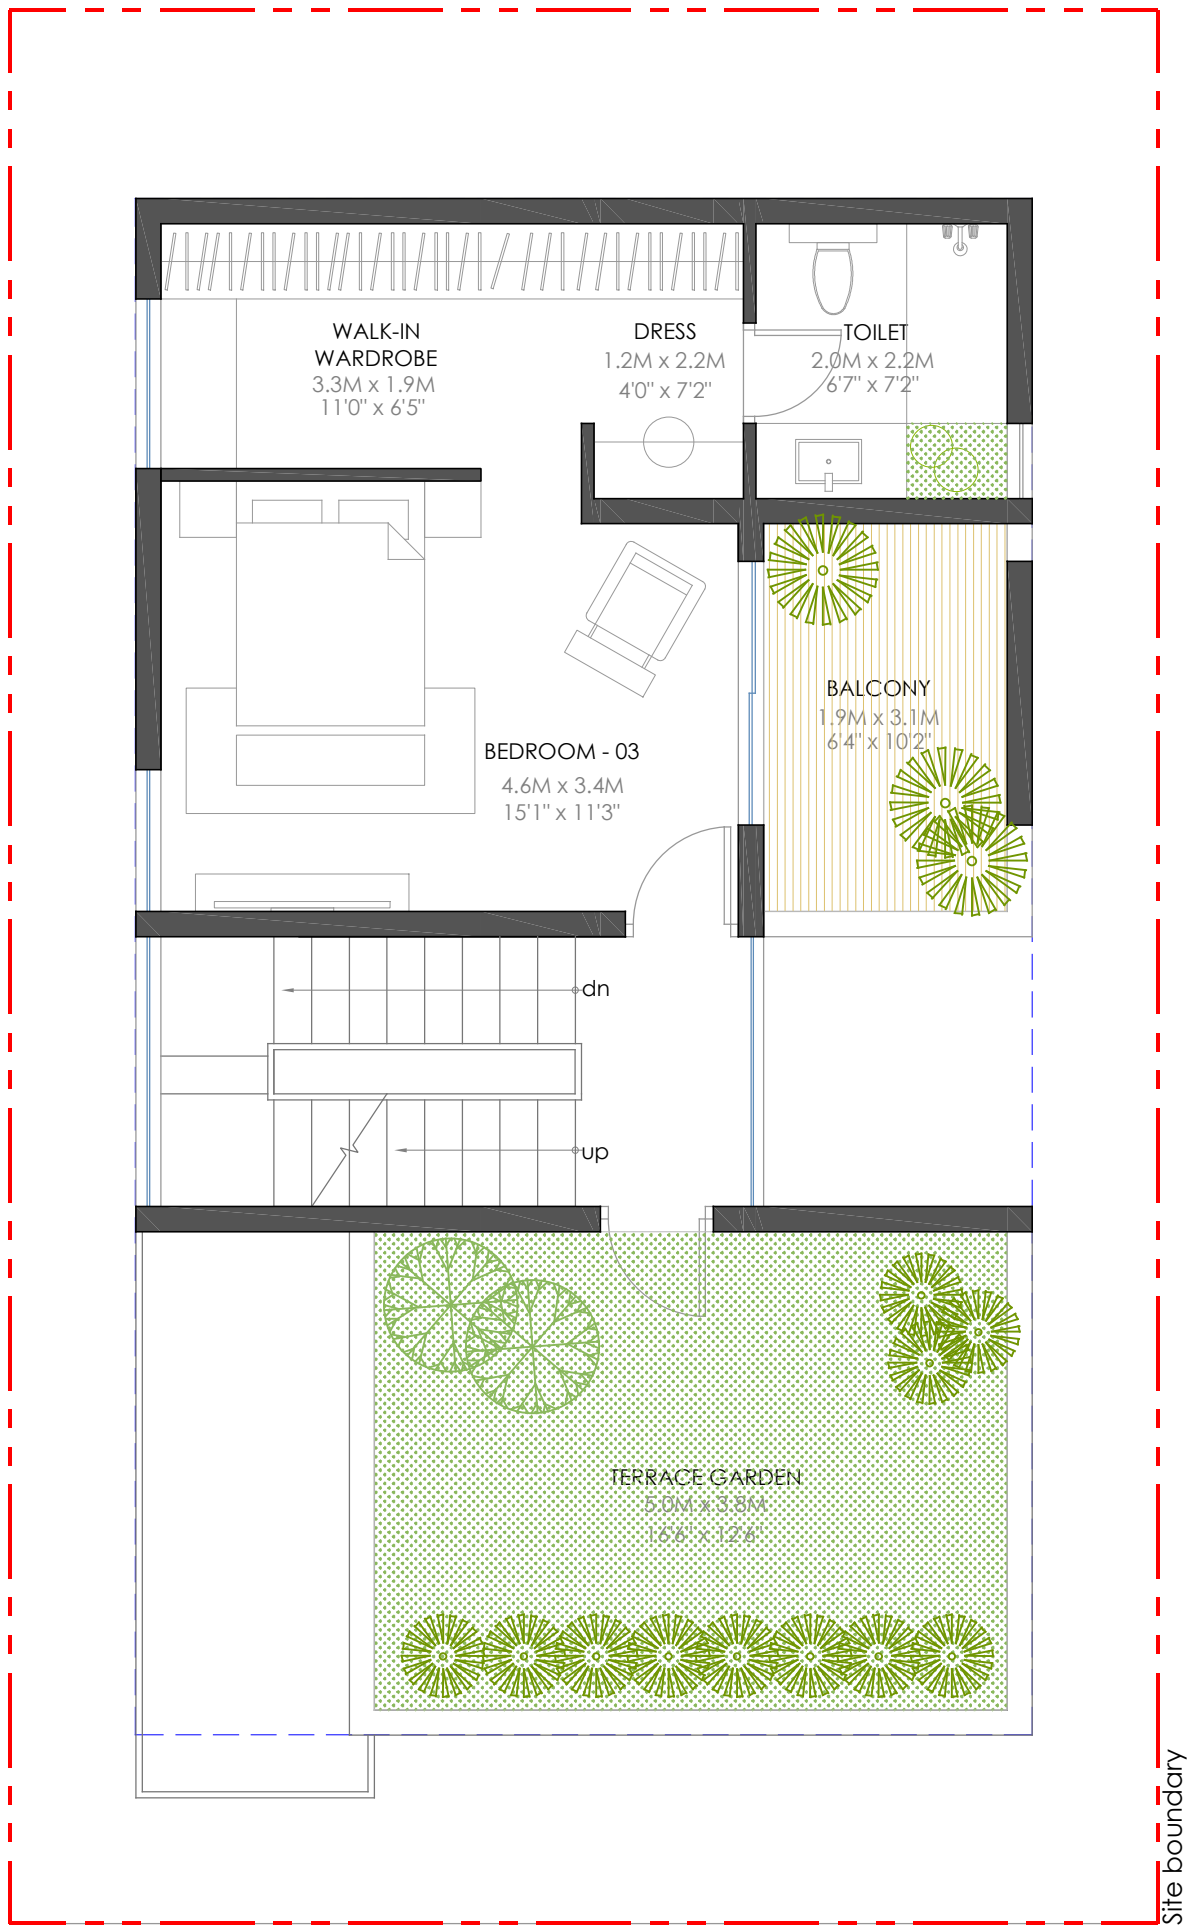 WALK-IN
WARDROBE
3.3M x 1.9M
11'0" x 6'5"
DRESS
1.2M x 2.2M
4'0" x 7'2"
TOILET
2.0M x 2.2M
6'7" x 7'2"
BALCONY
1.9M x 3.1M
6'4" x 10'2"
BEDROOM - 03
4.6M x 3.4M
15'1" x 11'3"
dn
up
TERRACE GARDEN
5.0M x 3.8M
16'6" x 12'6"
Site boundary